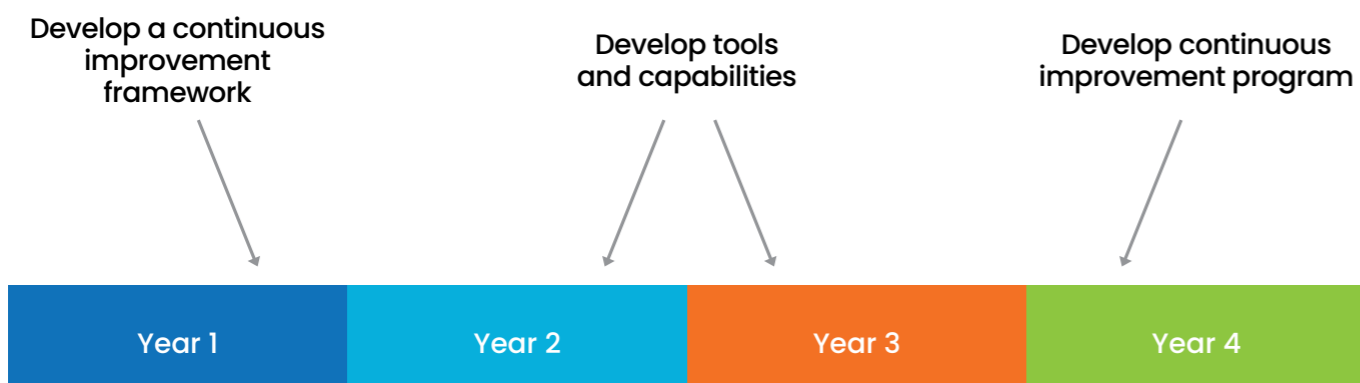 Develop a continuous
improvement
framework
Develop tools
and capabilities
Develop continuous
improvement program
Year 1
Year 2
Year 3
Year 4